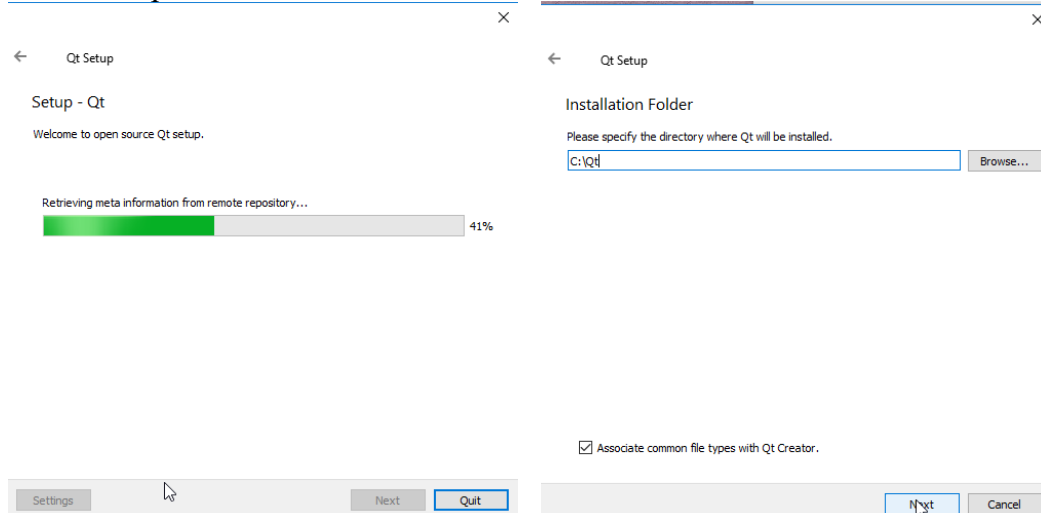 Qt Setup
Setup - Qt
Welcome to open source Qt setup.
Retrieving meta information from remote repository...
41%
Settings
Next
Quit
Qt Setup
Installation Folder
Please specify the directory where Qt will be installed.
C:\Qt
Browse...
Associate common file types with Qt Creator.
Next
Cancel